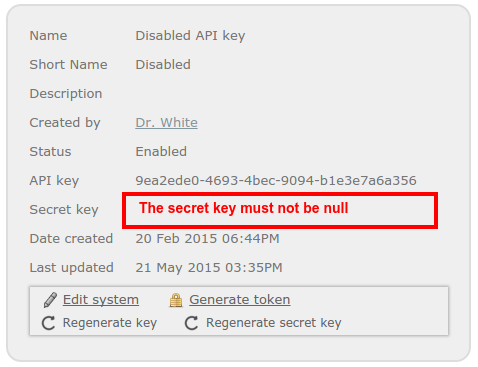 Name Disabled API key
Short Name Disabled
Description
Created by Dr. White
Status Enabled
API key 9ea2ede0-4693-4bec-9094-b1e3e7a6a356
Secret key The secret key must not be null
Date created 20 Feb 2015 06:44PM
Last updated 21 May 2015 03:35PM
Edit system Generate token
Regenerate key Regenerate secret key